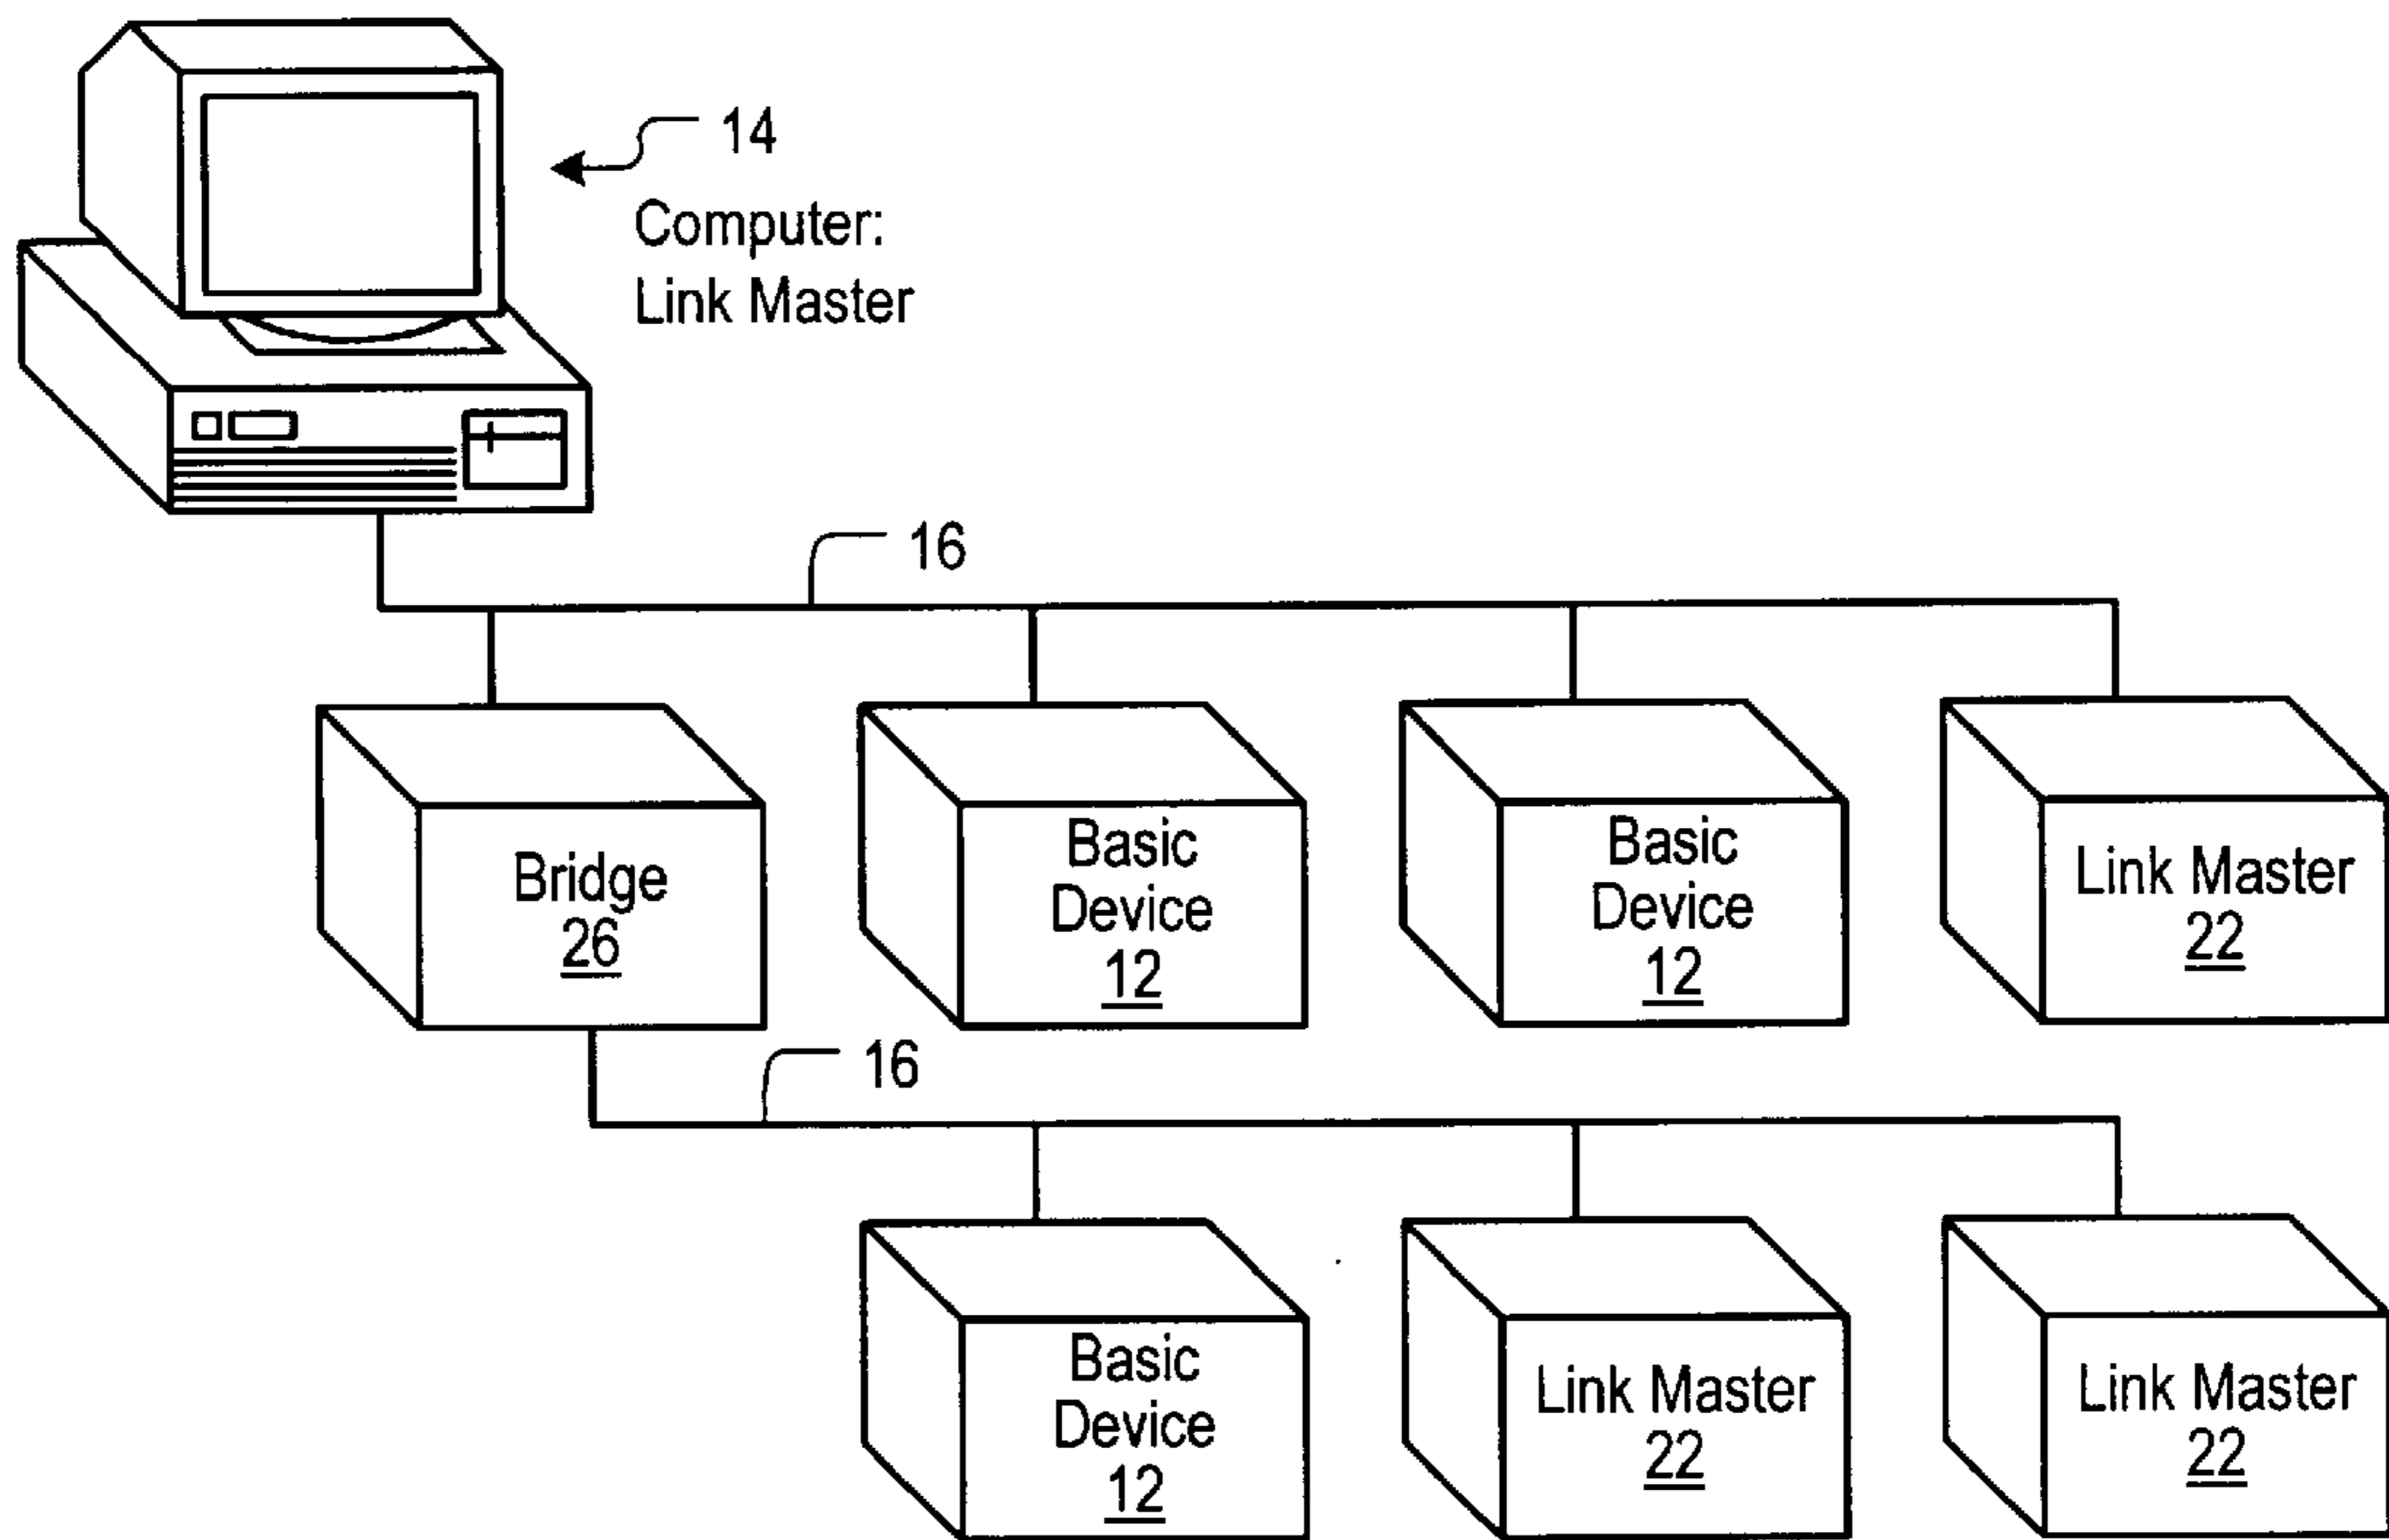 14
Computer:
Link Master
16
Bridge
26
Basic
Device
12
Basic
Device
12
Link Master
22
16
Basic
Device
12
Link Master
22
Link Master
22